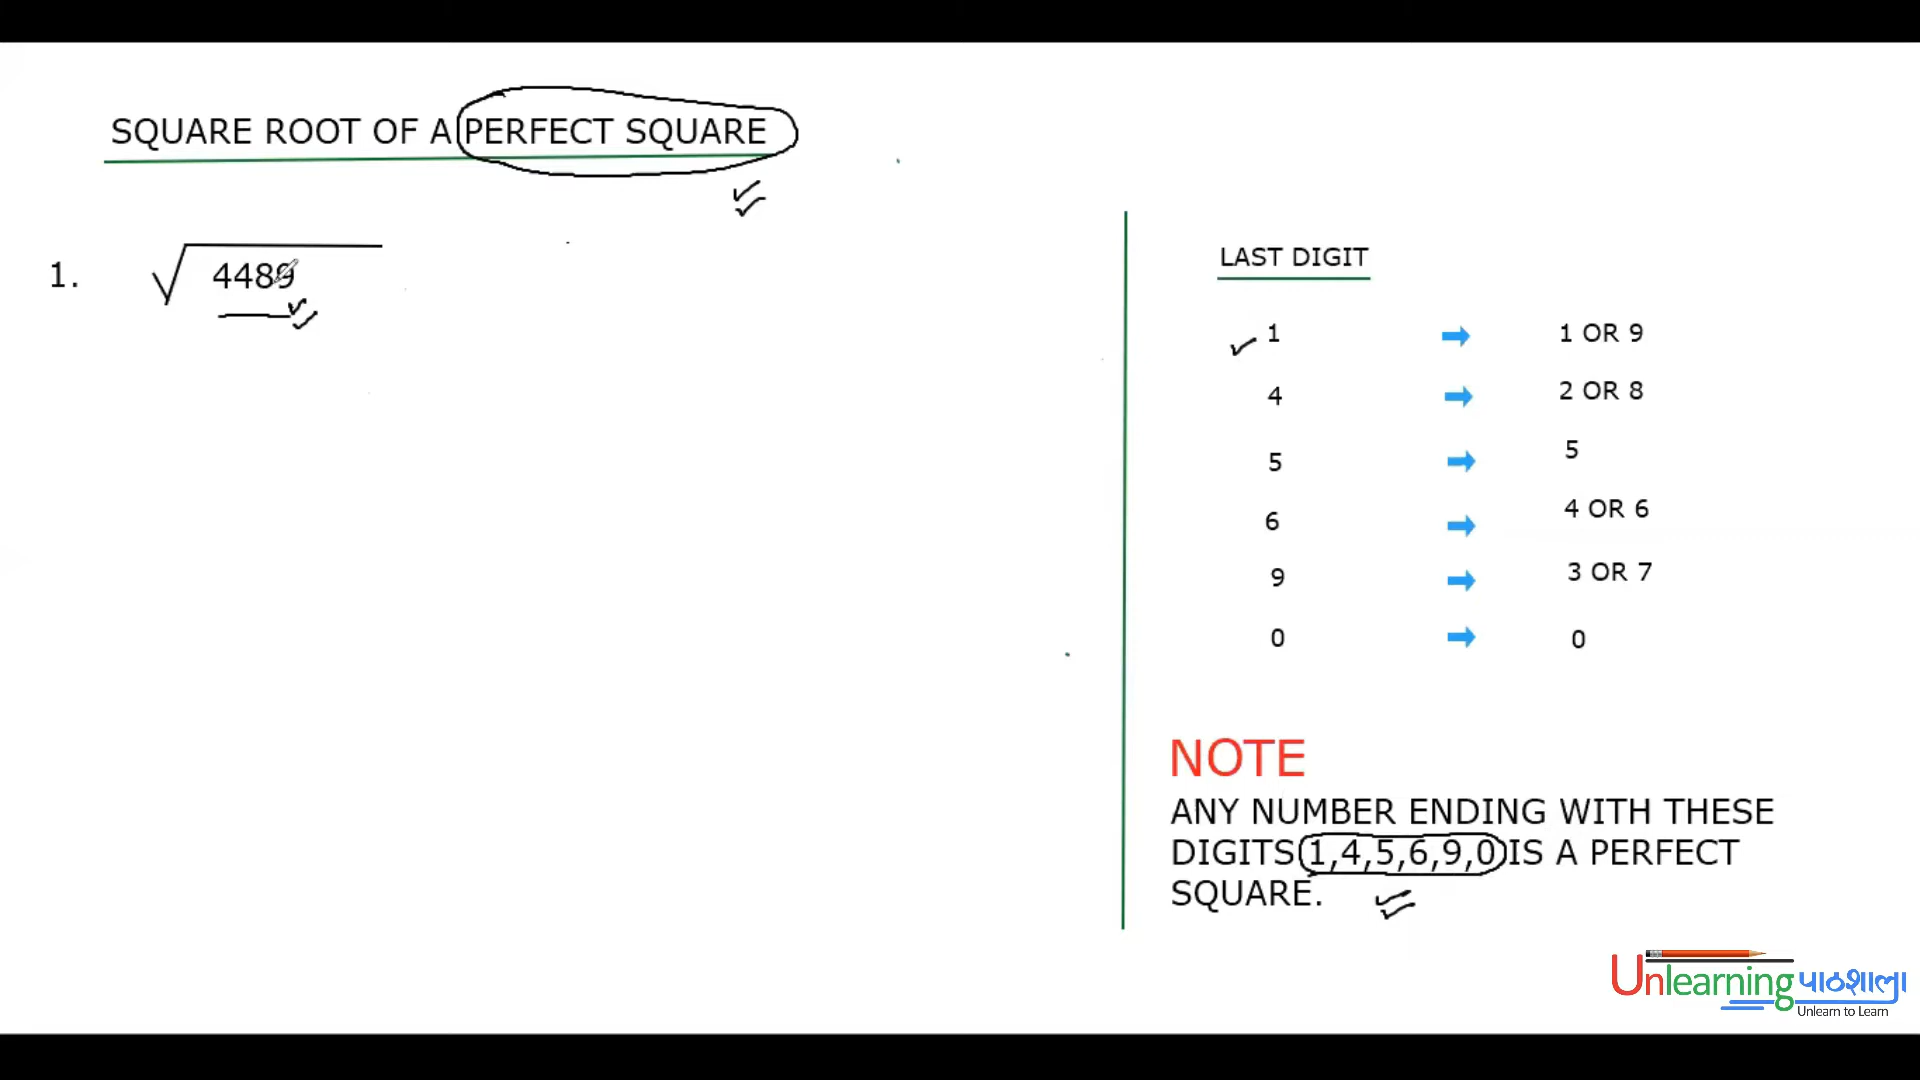 SQUARE ROOT OF A PERFECT SQUARE
1. √4489
LAST DIGIT
1 ➡ 1 OR 9
4 ➡ 2 OR 8
5 ➡ 5
6 ➡ 4 OR 6
9 ➡ 3 OR 7
0 ➡ 0
NOTE
ANY NUMBER ENDING WITH THESE
DIGITS 1,4,5,6,9,0 IS A PERFECT
SQUARE.
Unlearning પાઠશાળા
Unlearn to Learn